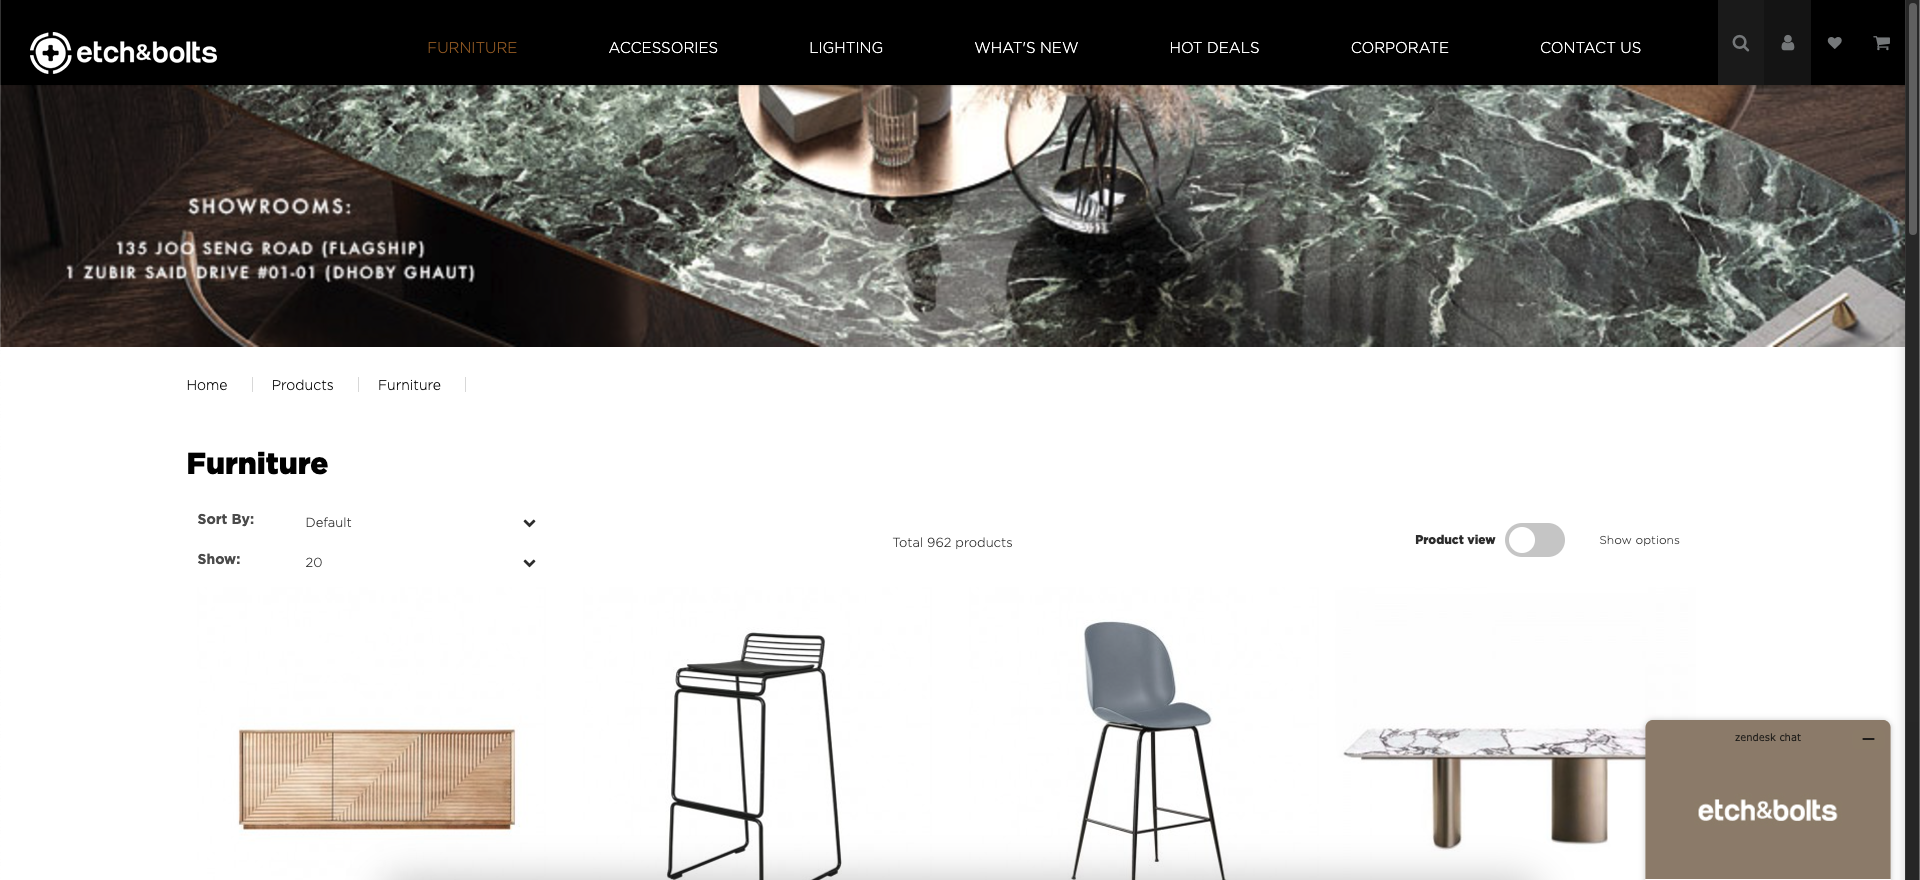 etch&bolts
FURNITURE
ACCESSORIES
LIGHTING
WHAT'S NEW
HOT DEALS
CORPORATE
CONTACT US
SHOWROOMS:
135 JOO SENG ROAD (FLAGSHIP)
1 ZUBIR SAID DRIVE #01-01 (DHOBY GHAUT)
Home
Products
Furniture
Furniture
Sort By:
Default
Show:
20
Total 962 products
Product view
Show options
zendesk chat
etch&bolts